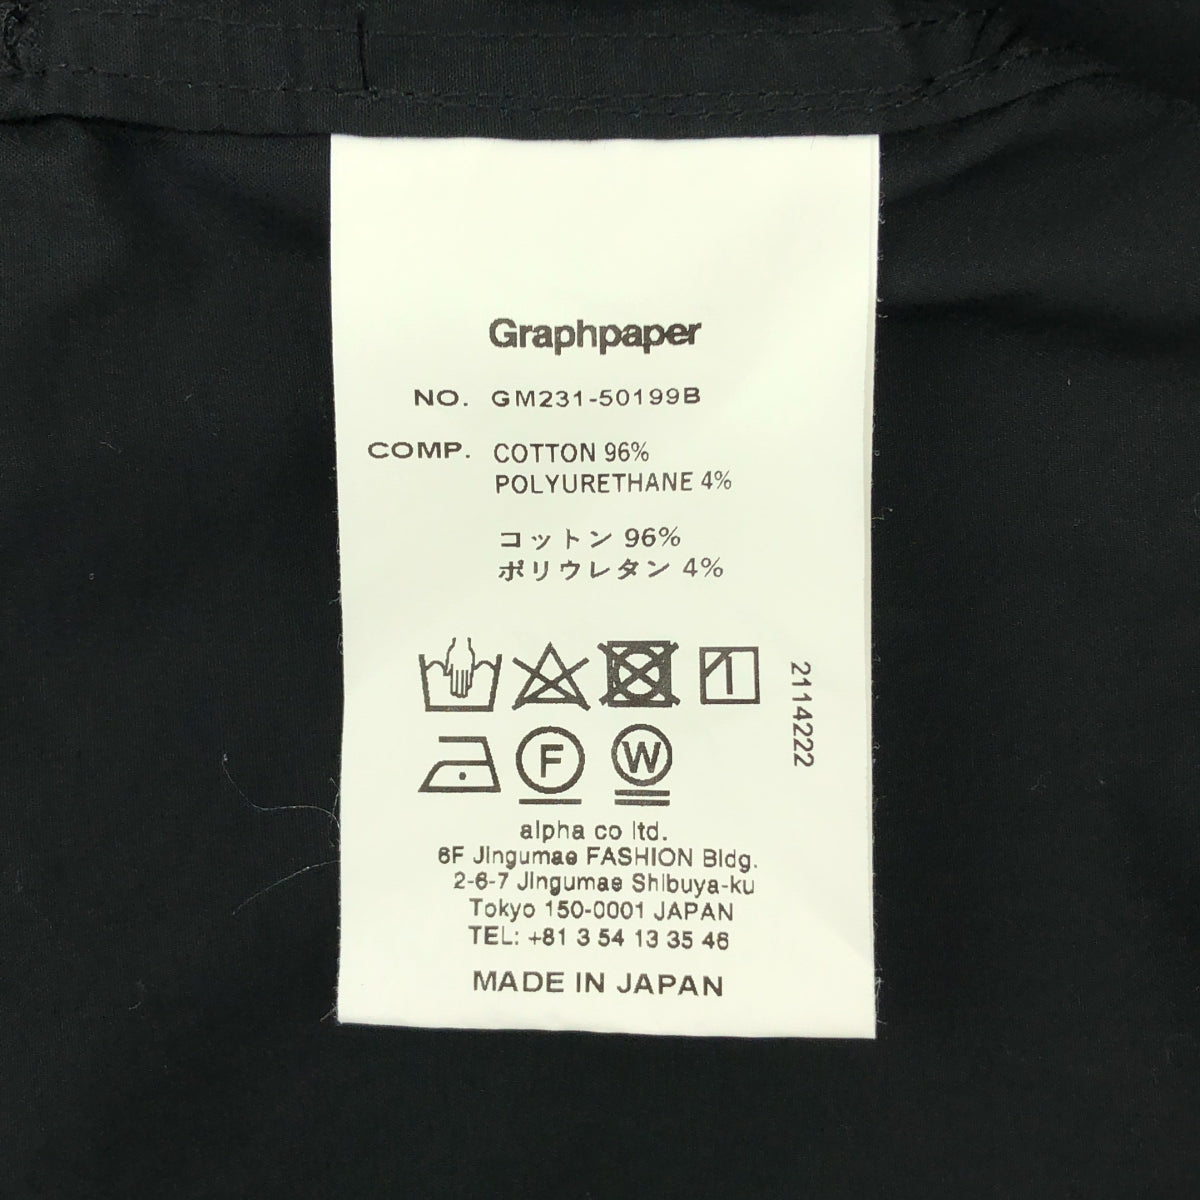 Graphpaper
NO. GM231-50199B
COMP. COTTON 96%
POLYURETHANE 4%
コットン 96%
ポリウレタン 4%
F W
2114222
alpha co ltd.
6F Jingumae FASHION Bldg.
2-6-7 Jingumae Shibuya-ku
Tokyo 150-0001 JAPAN
TEL: +81 3 54 13 35 46
MADE IN JAPAN